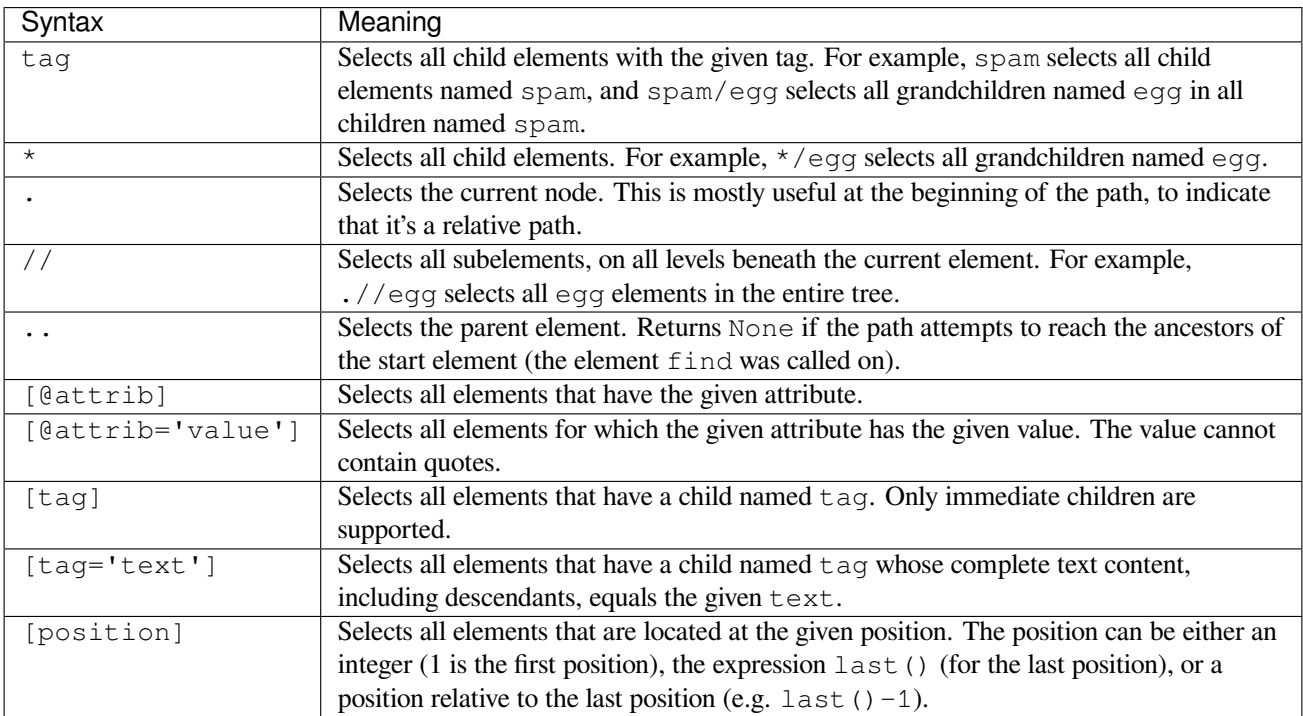 Syntax Meaning
tag Selects all child elements with the given tag. For example, spam selects all child
elements named spam, and spam/egg selects all grandchildren named egg in all
children named spam.
* Selects all child elements. For example, */egg selects all grandchildren named egg.
. Selects the current node. This is mostly useful at the beginning of the path, to indicate
that it's a relative path.
// Selects all subelements, on all levels beneath the current element. For example,
.//egg selects all egg elements in the entire tree.
.. Selects the parent element. Returns None if the path attempts to reach the ancestors of
the start element (the element find was called on).
[@attrib] Selects all elements that have the given attribute.
[@attrib='value'] Selects all elements for which the given attribute has the given value. The value cannot
contain quotes.
[tag] Selects all elements that have a child named tag. Only immediate children are
supported.
[tag='text'] Selects all elements that have a child named tag whose complete text content,
including descendants, equals the given text.
[position] Selects all elements that are located at the given position. The position can be either an
integer (1 is the first position), the expression last() (for the last position), or a
position relative to the last position (e.g. last()-1).